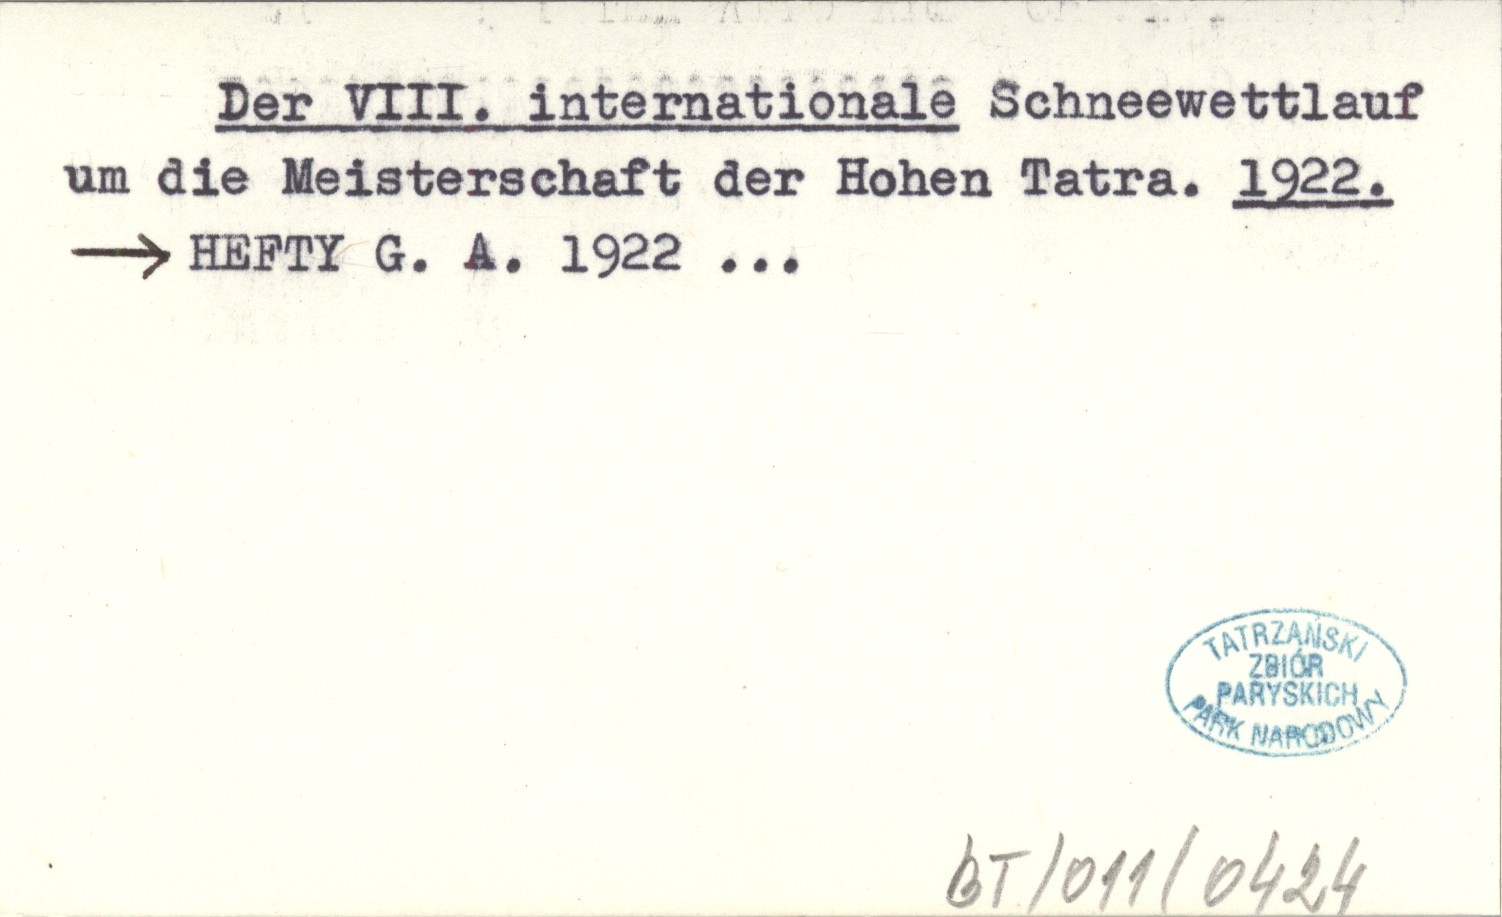 Der VIII. internationale Schneewettlauf
um die Meisterschaft der Hohen Tatra. 1922.
→ HEFTY G. A. 1922 ...
TATRZAŃSKI
ZBIÓR
PARYSKICH
PARK NARODOWY
BT/011/0424